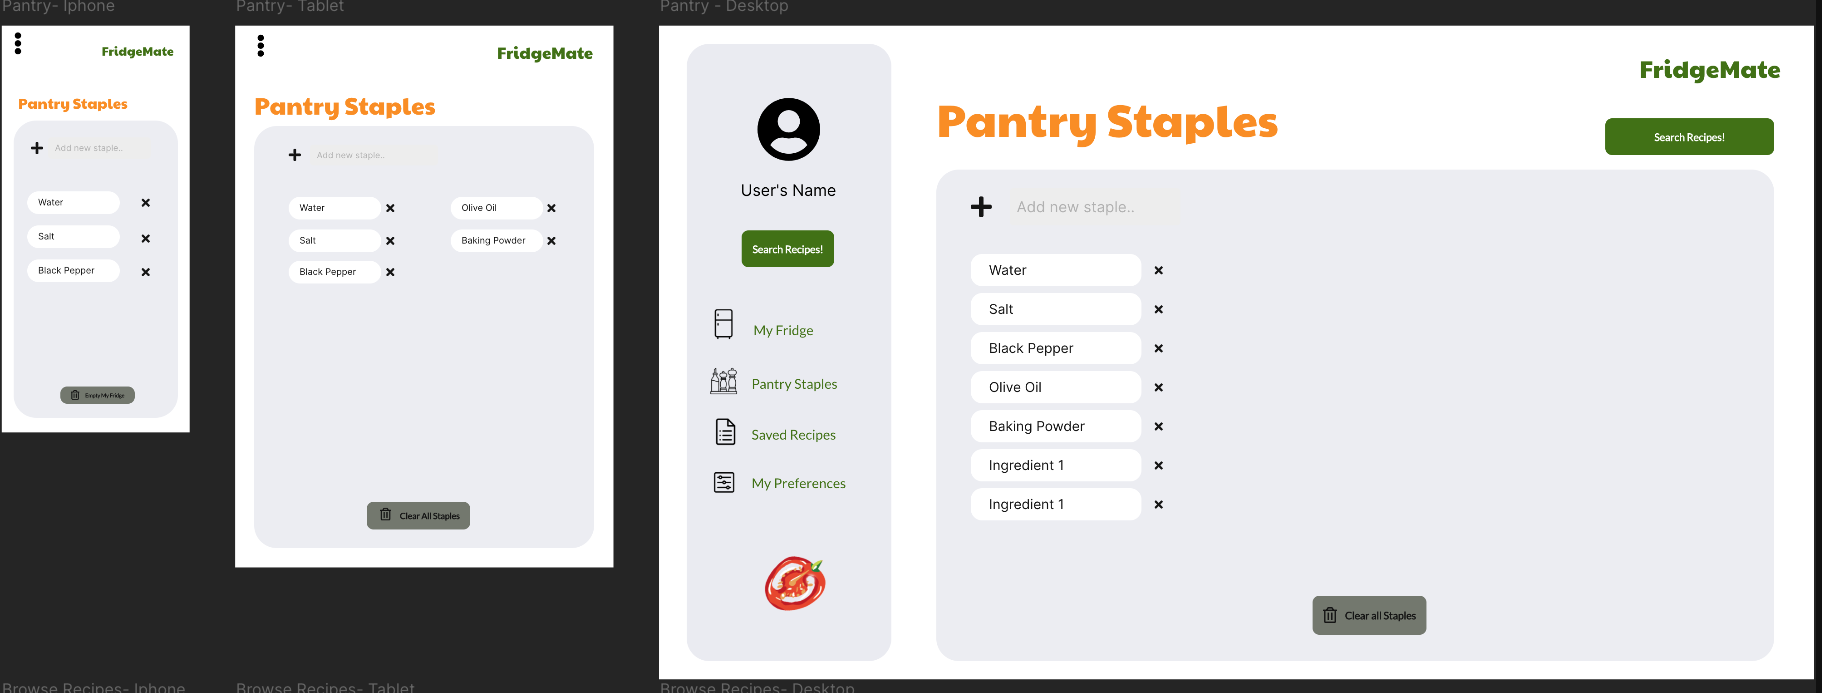 Pantry- Iphone
FridgeMate
Pantry Staples
Add new staple..
Water
Salt
Black Pepper
Empty My Fridge
Pantry- Tablet
FridgeMate
Pantry Staples
Add new staple..
Water
Olive Oil
Salt
Baking Powder
Black Pepper
Clear All Staples
Pantry - Desktop
User's Name
Search Recipes!
My Fridge
Pantry Staples
Saved Recipes
My Preferences
FridgeMate
Pantry Staples
Search Recipes!
Add new staple..
Water
Salt
Black Pepper
Olive Oil
Baking Powder
Ingredient 1
Ingredient 1
Clear all Staples
Browse Recipes- Iphone
Browse Recipes- Tablet
Browse Recipes- Desktop